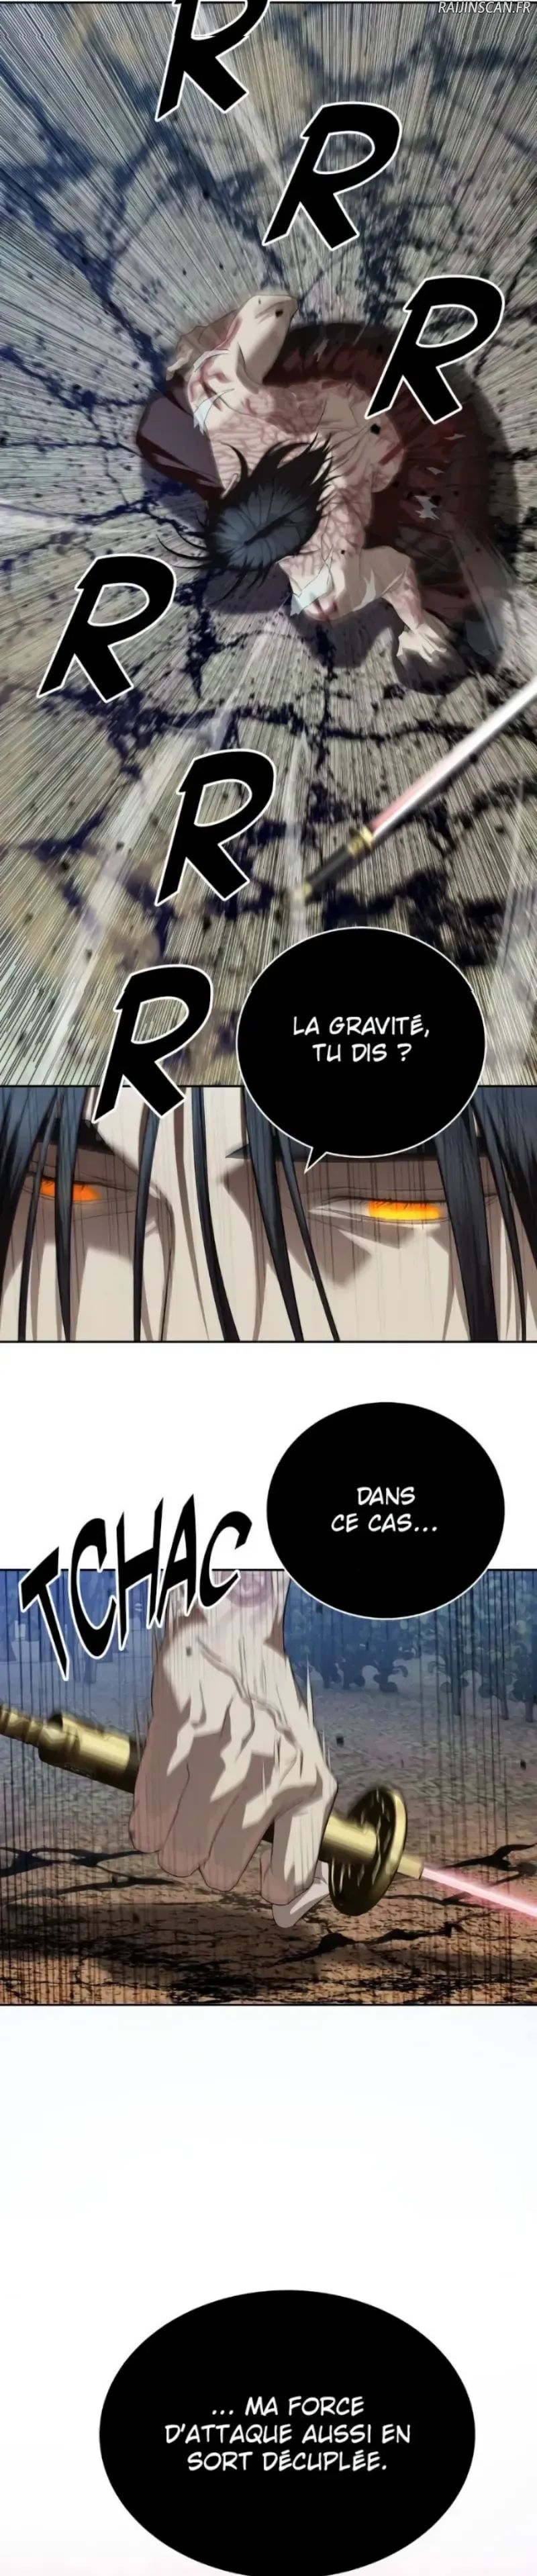 RAIJINSCAN.FR
R
R
R
R
R
R
LA GRAVITÉ,
TU DIS ?
DANS
CE CAS...
TCHAC
... MA FORCE
D'ATTAQUE AUSSI EN
SORT DÉCUPLÉE.